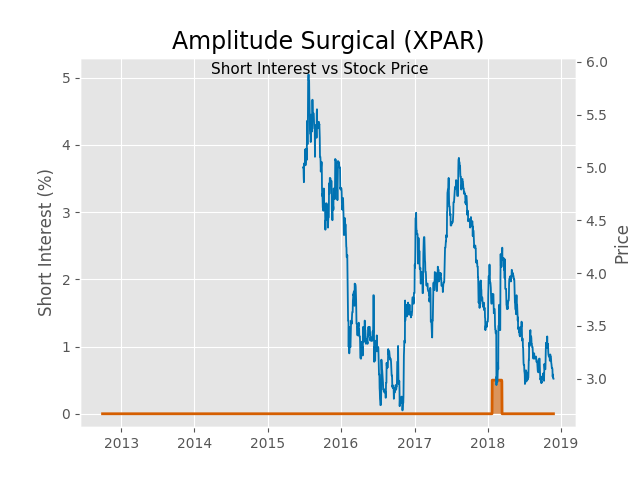 Amplitude Surgical (XPAR)
Short Interest vs Stock Price
Short Interest (%)
5
4
3
2
1
0
6.0
5.5
5.0
4.5
4.0
3.5
3.0
Price
2013 2014 2015 2016 2017 2018 2019